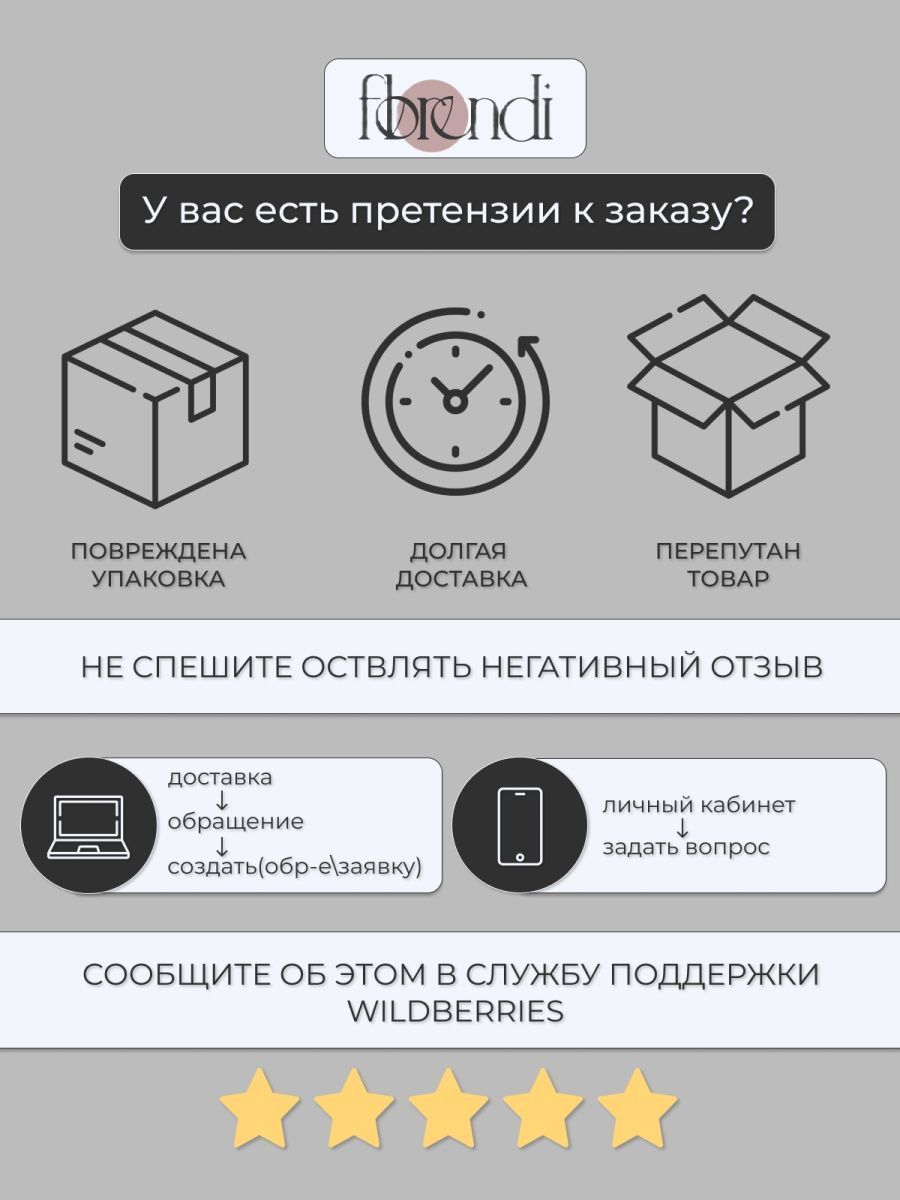 fbrendi
У вас есть претензии к заказу?
ПОВРЕЖДЕНА
УПАКОВКА
ДОЛГАЯ
ДОСТАВКА
ПЕРЕПУТАН
ТОВАР
НЕ СПЕШИТЕ ОСТВЛЯТЬ НЕГАТИВНЫЙ ОТЗЫВ
доставка
↓
обращение
↓
создать(обр-е\заявку)
личный кабинет
↓
задать вопрос
СООБЩИТЕ ОБ ЭТОМ В СЛУЖБУ ПОДДЕРЖКИ
WILDBERRIES